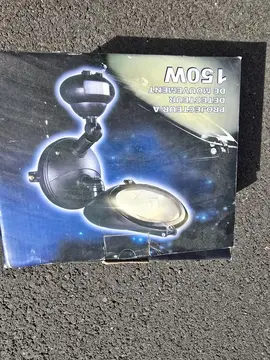 PROJECTEUR A
DETECTEUR
DE MOUVEMENT
150W